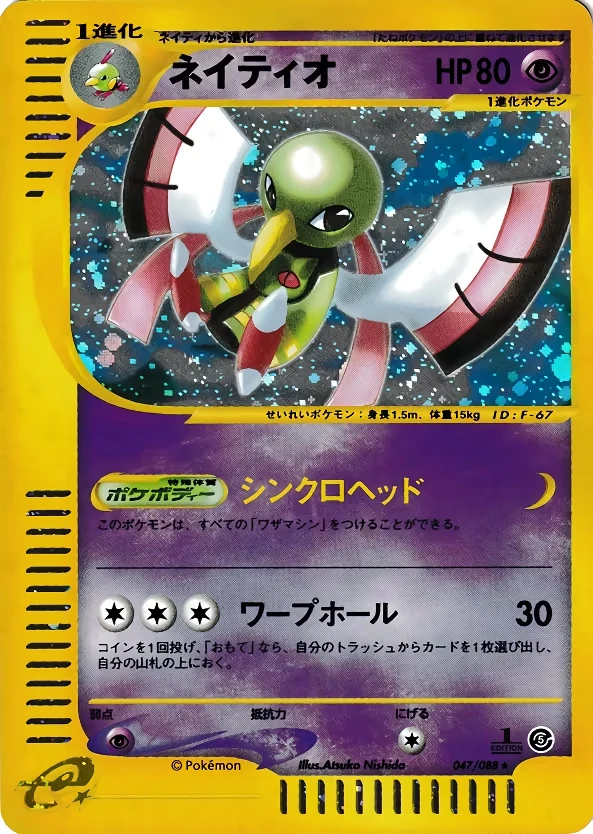 1進化
ネイティから進化
「たねポケモン」の上に重ねて進化させます
ネイティオ HP80
1進化ポケモン
せいれいポケモン：身長1.5m、体重15kg ID:F-67
特殊体質
ポケボディー シンクロヘッド
このポケモンは、すべての「ワザマシン」をつけることができる。
ワープホール 30
コインを1回投げ、「おもて」なら、自分のトラッシュからカードを1枚選び出し、
自分の山札の上におく。
弱点 抵抗力 にげる
1
EDITION
5
©Pokémon Illus.Atsuko Nishida 047/088★
e